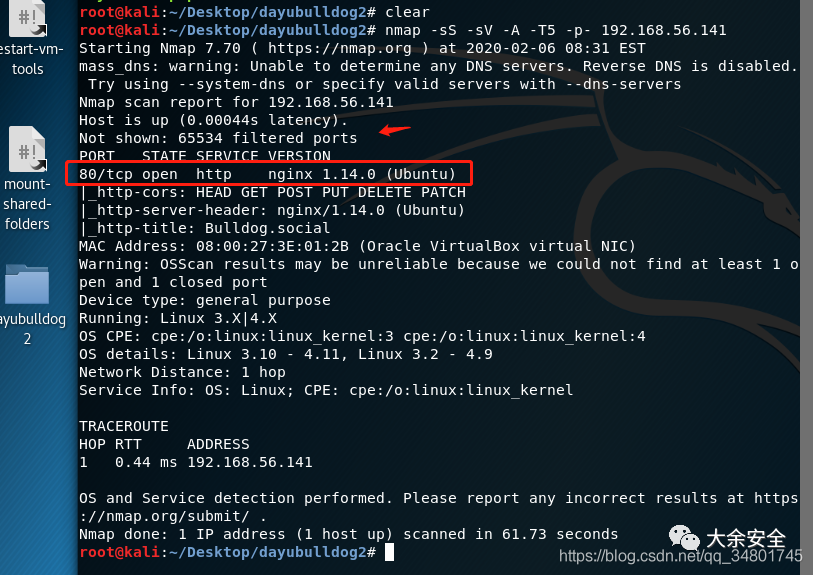 root@kali:~/Desktop/dayubulldog2# clear
root@kali:~/Desktop/dayubulldog2# nmap -sS -sV -A -T5 -p- 192.168.56.141
Starting Nmap 7.70 ( https://nmap.org ) at 2020-02-06 08:31 EST
mass_dns: warning: Unable to determine any DNS servers. Reverse DNS is disabled.
 Try using --system-dns or specify valid servers with --dns-servers
Nmap scan report for 192.168.56.141
Host is up (0.00044s latency).
Not shown: 65534 filtered ports
PORT   STATE SERVICE VERSION
80/tcp open  http    nginx 1.14.0 (Ubuntu)
|_http-cors: HEAD GET POST PUT DELETE PATCH
|_http-server-header: nginx/1.14.0 (Ubuntu)
|_http-title: Bulldog.social
MAC Address: 08:00:27:3E:01:2B (Oracle VirtualBox virtual NIC)
Warning: OSScan results may be unreliable because we could not find at least 1 o
pen and 1 closed port
Device type: general purpose
Running: Linux 3.X|4.X
OS CPE: cpe:/o:linux:linux_kernel:3 cpe:/o:linux:linux_kernel:4
OS details: Linux 3.10 - 4.11, Linux 3.2 - 4.9
Network Distance: 1 hop
Service Info: OS: Linux; CPE: cpe:/o:linux:linux_kernel
TRACEROUTE
HOP RTT     ADDRESS
1   0.44 ms 192.168.56.141
OS and Service detection performed. Please report any incorrect results at https
://nmap.org/submit/ .
Nmap done: 1 IP address (1 host up) scanned in 61.73 seconds
root@kali:~/Desktop/dayubulldog2#
#!
estart-vm-
tools
#!
mount-
shared-
folders
ayubulldog
2
大余安全
https://blog.csdn.net/qq_34801745